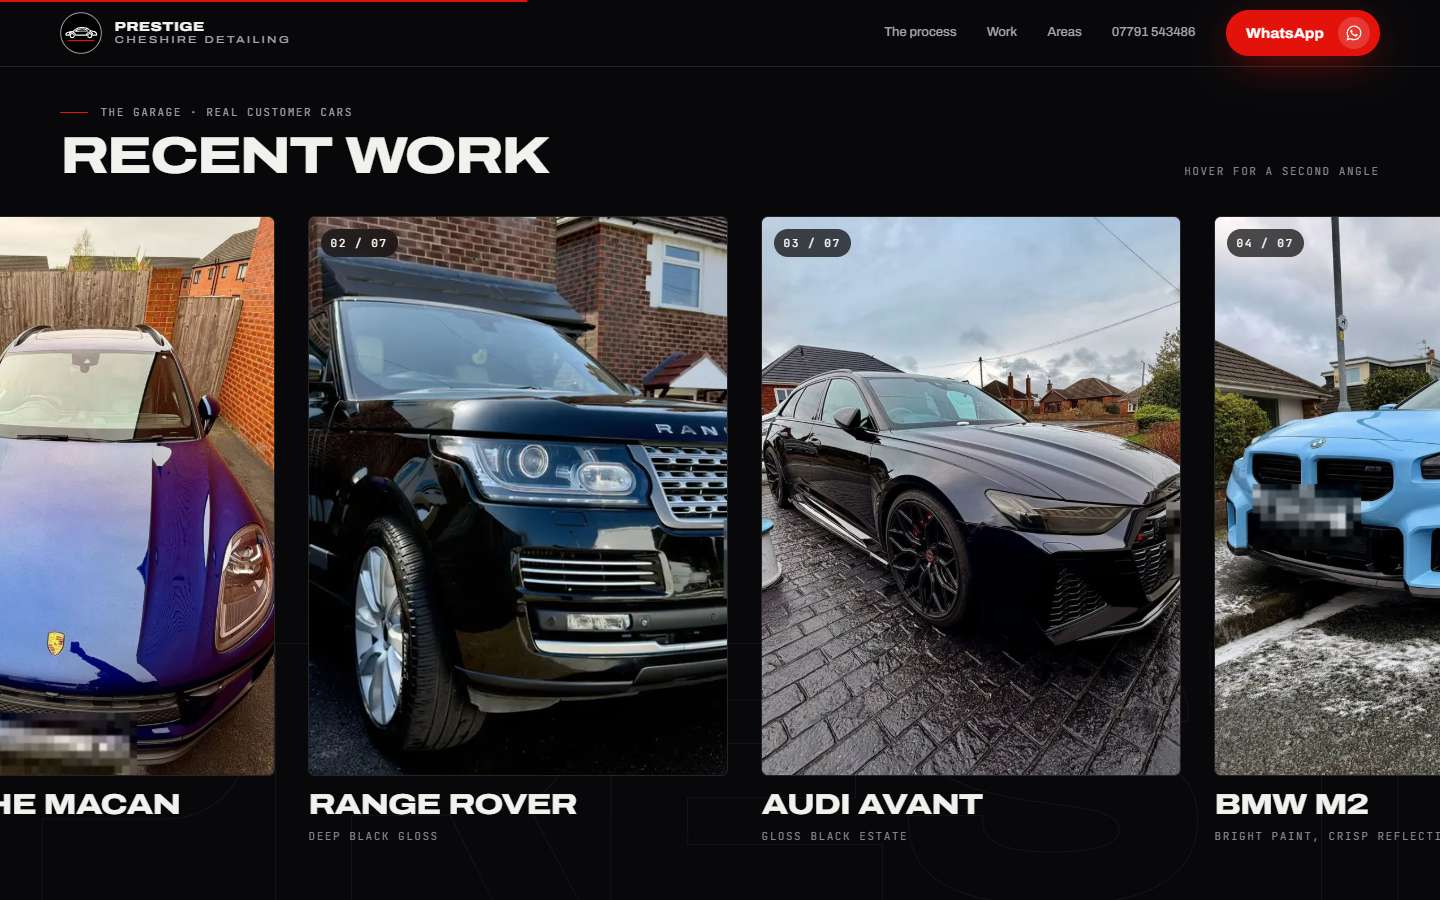 PRESTIGE
CHESHIRE DETAILING
The process
Work
Areas
07791 543486
WhatsApp
THE GARAGE · REAL CUSTOMER CARS
RECENT WORK
HOVER FOR A SECOND ANGLE
02 / 07
03 / 07
04 / 07
RAN
HE MACAN
RANGE ROVER
AUDI AVANT
BMW M2
DEEP BLACK GLOSS
GLOSS BLACK ESTATE
BRIGHT PAINT, CRISP REFLECTI